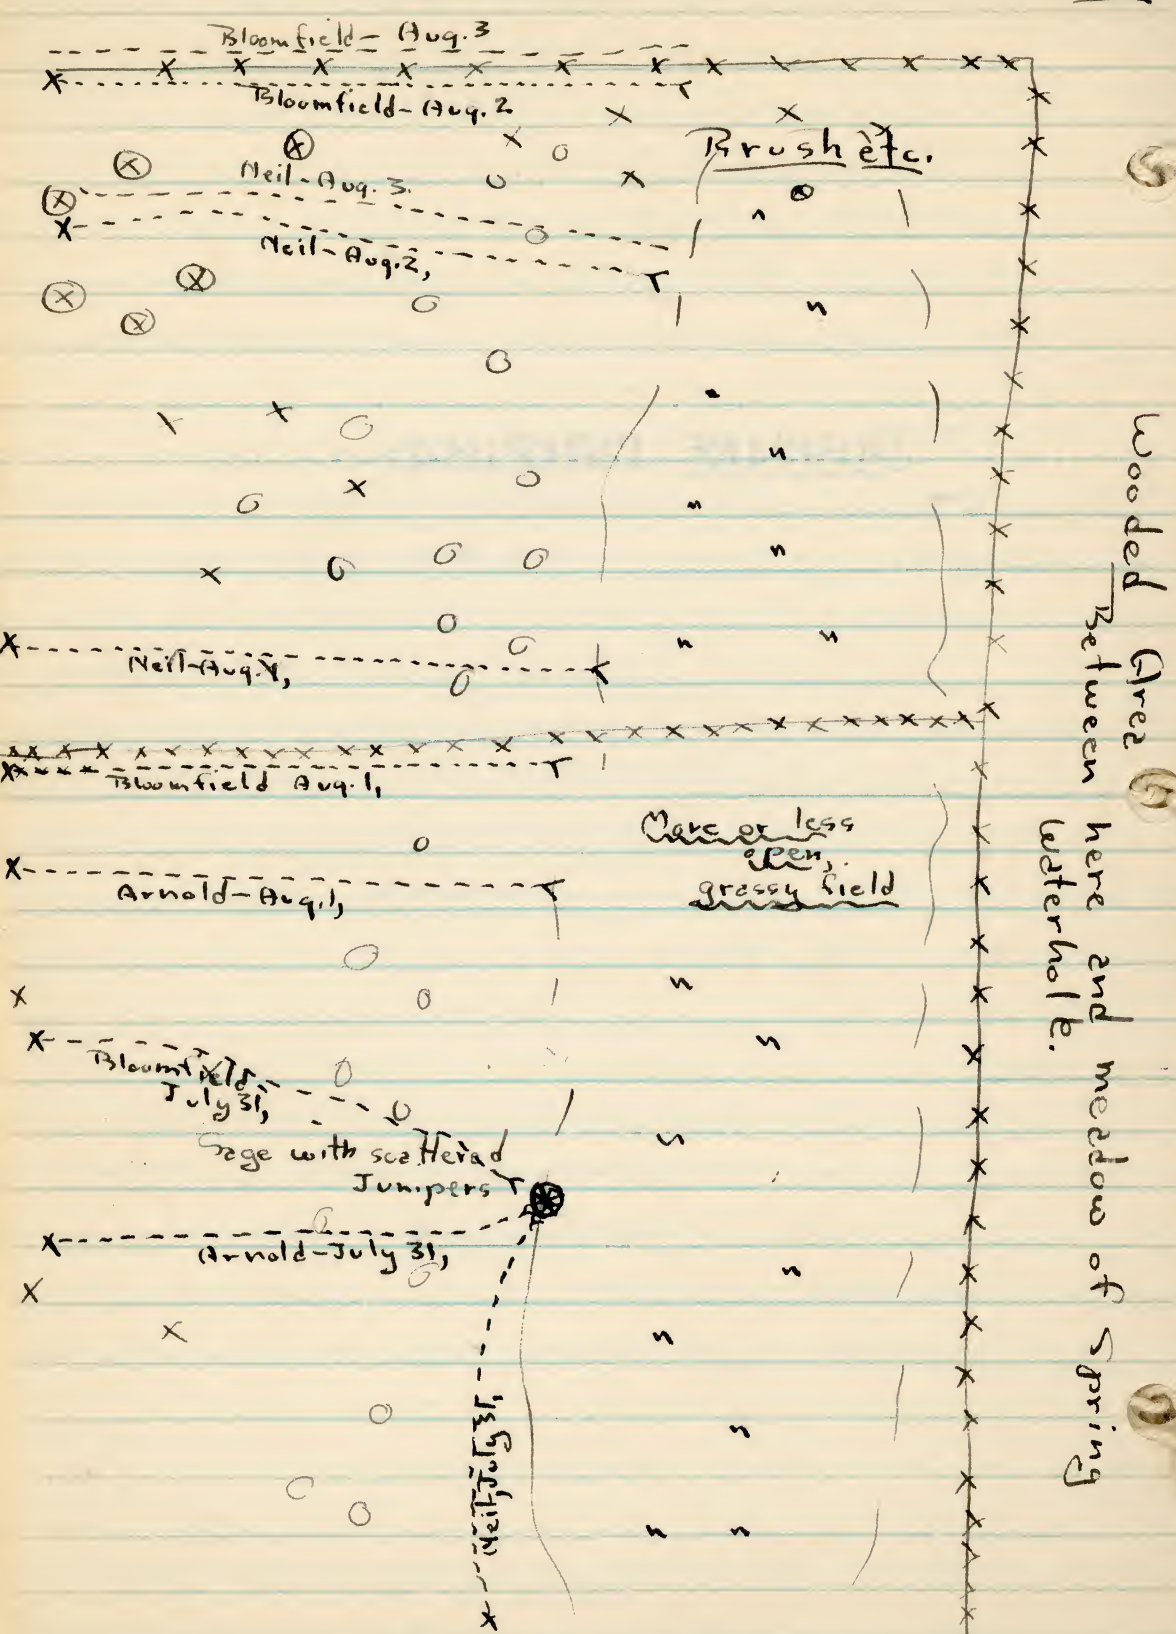 Bloomfield - Aug. 3
Bloomfield - Aug. 2
Brush etc.
Neil - Aug. 3.
Neil - Aug. 2,
Neil - Aug. 1,
Bloomfield Aug. 1,
More or less
open,
grassy field
Arnold - Aug. 1,
Bloomfield
July 31,
Sage with scattered
Junipers
Arnold - July 31,
Neil, July 31,
Wooded Area
Between here and meadow of Spring
Waterhole.